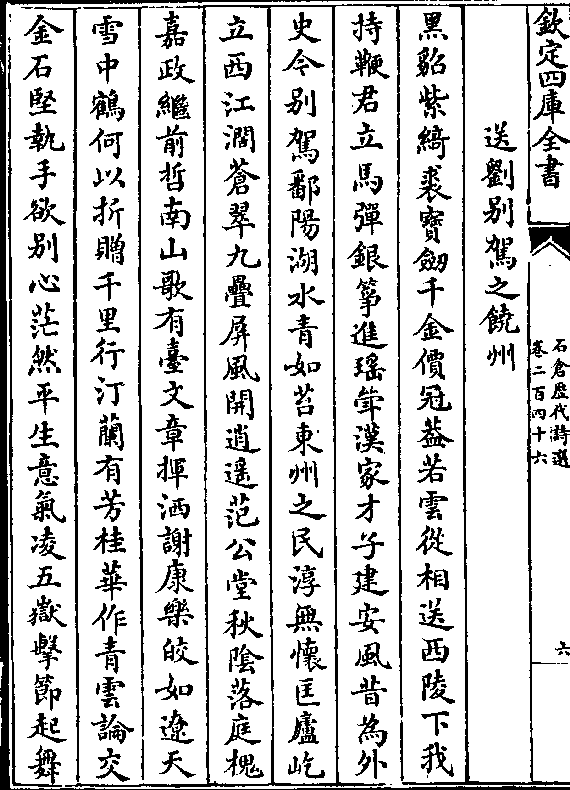 欽定四庫全書
石倉歷代詩選
卷二百四十六
六
送劉别駕之饒州
黑貂紫綺裘寳劒千金價冠葢若雲從相送西陵下我
持鞭君立馬彈銀筝進瑶斝漢家才子建安風昔為外
史今别駕鄱陽湖水青如苔東州之民淳無懷匡廬屹
立西江濶蒼翠九疊屏風開逍遥范公堂秋陰落庭槐
嘉政繼前哲南山歌有臺文章揮洒謝康樂皎如遼天
雪中鶴何以折贈千里行汀蘭有芳桂華作青雲論交
金石堅執手欲别心茫然平生意氣凌五嶽擊節起舞